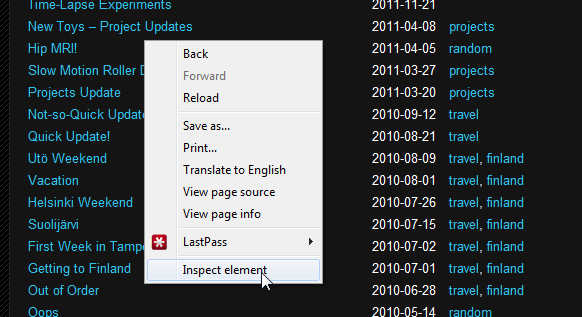 Time-Lapse Experiments 2011-11-21
New Toys – Project Updates 2011-04-08 projects
Hip MRI! 2011-04-05 random
Slow Motion Roller 2011-03-27 projects
Projects Update 2011-03-20 projects
Not-so-Quick Update 2010-09-12 travel
Quick Update! 2010-08-21 travel
Utö Weekend 2010-08-09 travel, finland
Vacation 2010-08-01 travel, finland
Helsinki Weekend 2010-07-26 travel, finland
Suolijärvi 2010-07-15 travel, finland
First Week in Tamp 2010-07-02 travel, finland
Getting to Finland 2010-07-01 travel, finland
Out of Order 2010-06-28 travel, finland
Oops 2010-05-14 random
Back
Forward
Reload
Save as...
Print...
Translate to English
View page source
View page info
LastPass
Inspect element